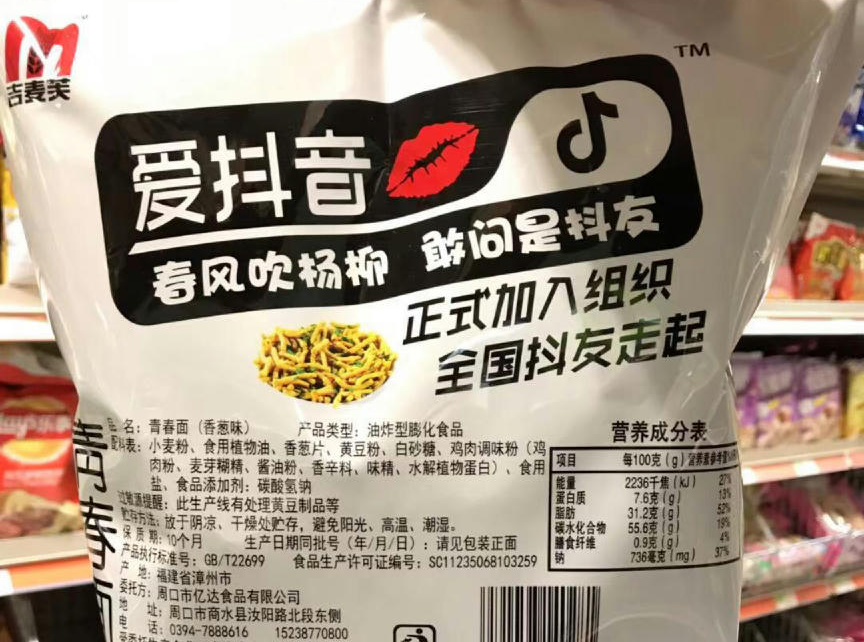 TM
吉麦芙
爱抖音
春风吹杨柳 敢问是抖友
正式加入组织
全国抖友走起
品 名：青春面（香葱味） 产品类型：油炸型膨化食品
配料表：小麦粉、食用植物油、香葱片、黄豆粉、白砂糖、鸡肉调味粉（鸡
肉粉、麦芽糊精、酱油粉、香辛料、味精、水解植物蛋白）、食用
盐、食品添加剂：碳酸氢钠
过敏源提醒：此生产线有处理黄豆制品等
贮存方法：放于阴凉、干燥处贮存，避免阳光、高温、潮湿。
保 质 期：10个月 生产日期同批号（年/月/日）：请见包装正面
产品执行标准号：GB/T22699 食品生产许可证编号：SC11235068103259
产 地：福建省漳州市
委托方：周口市亿达食品有限公司
地 址：周口市商水县汝阳路北段东侧
电 话：0394-7888616 15238770800
营养成分表
项目 每100克(g) 营养素参考值%
能量 2236千焦(kJ) 27%
蛋白质 7.6克(g) 13%
脂肪 31.2克(g) 52%
碳水化合物 55.6克(g) 19%
膳食纤维 0.9克(g) 4%
钠 736毫克(mg) 37%
青春面